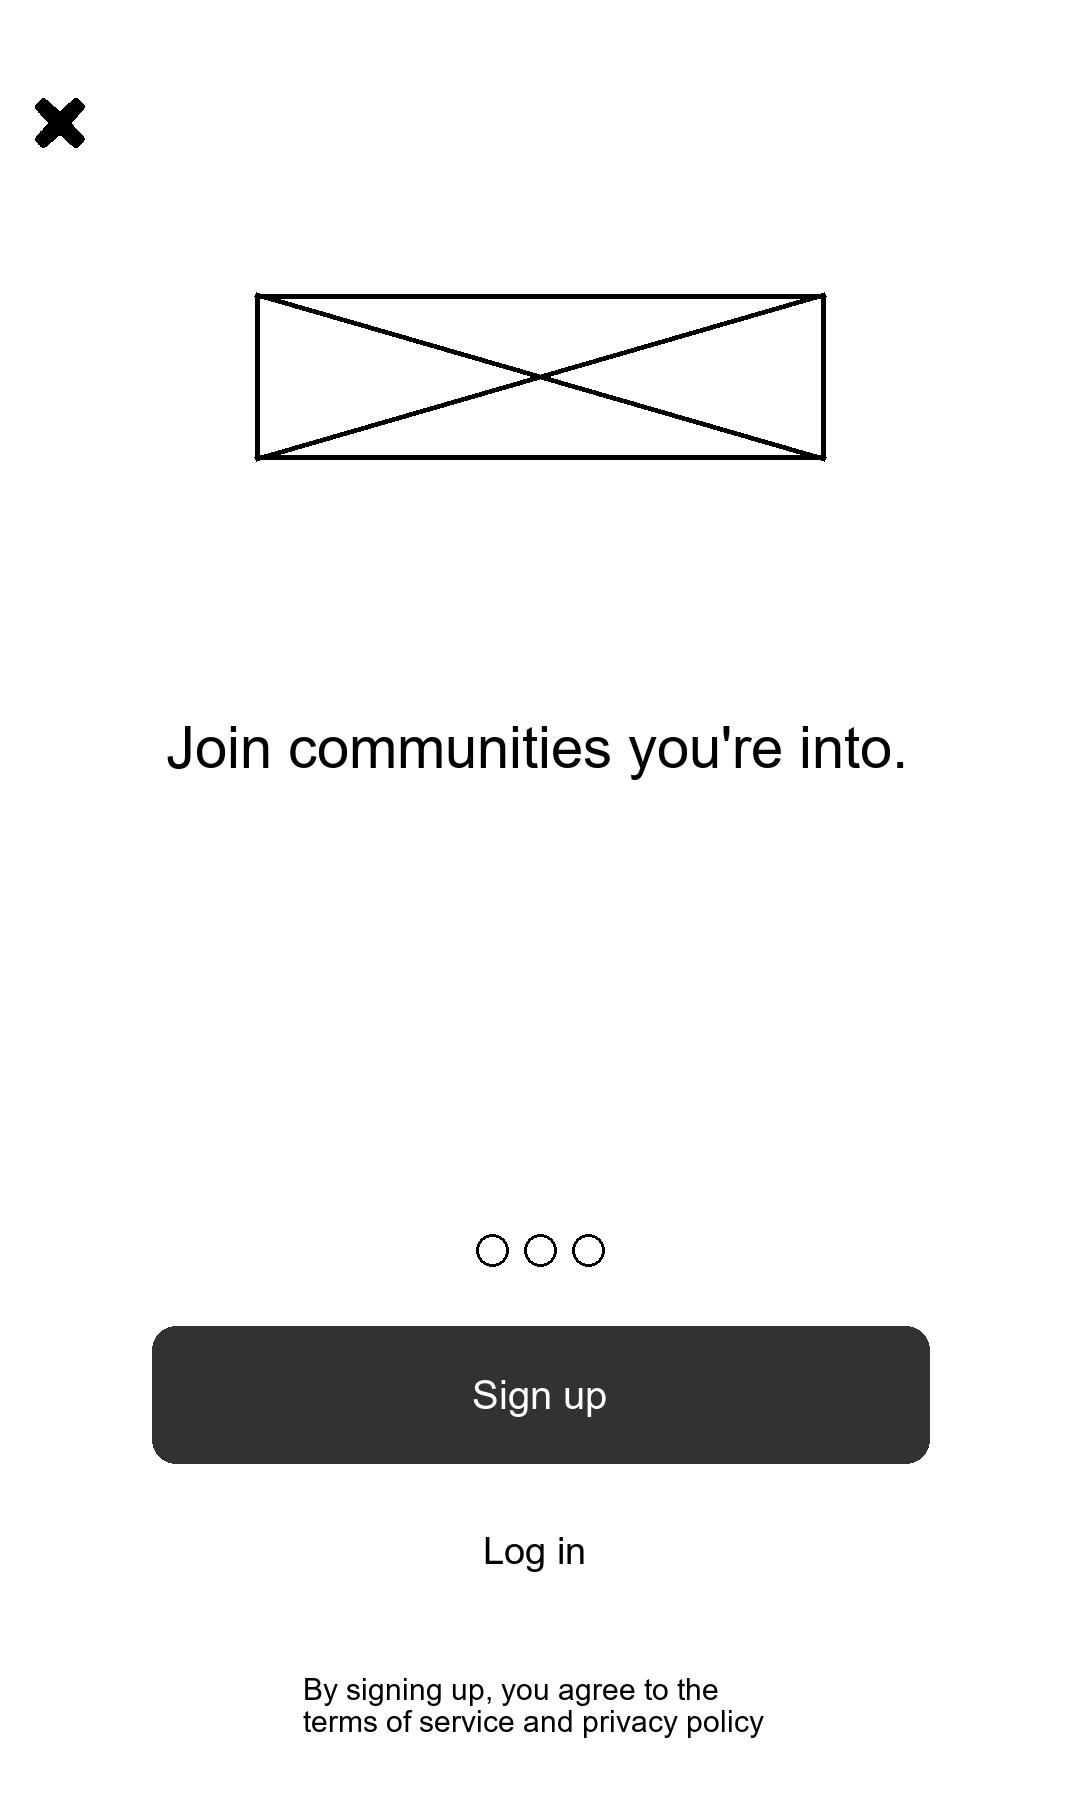 Join communities you're into.
Sign up
Log in
By signing up, you agree to the
terms of service and privacy policy